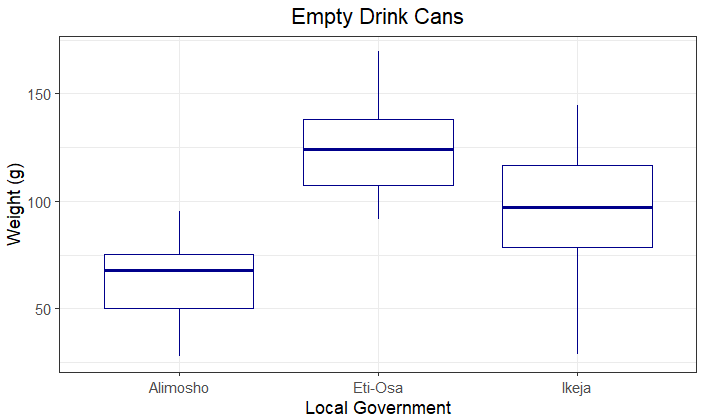 Empty Drink Cans
Weight (g)
150
100
50
Alimosho Eti-Osa Ikeja
Local Government